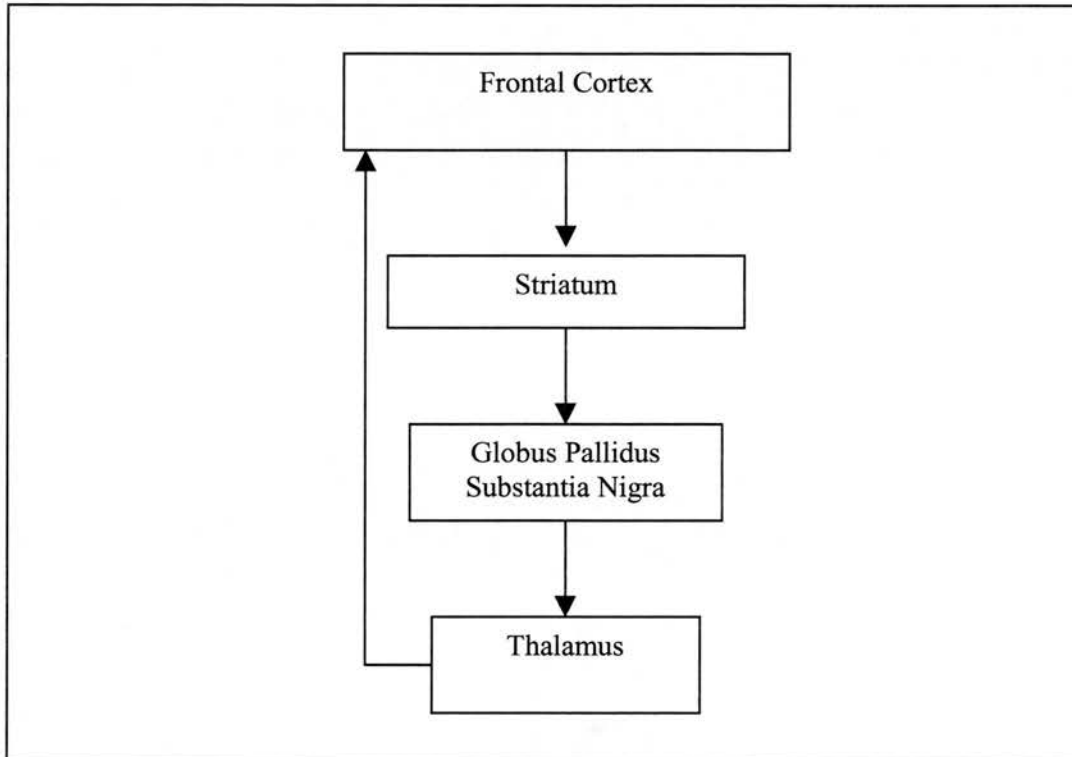 Frontal Cortex
Striatum
Globus Pallidus
Substantia Nigra
Thalamus